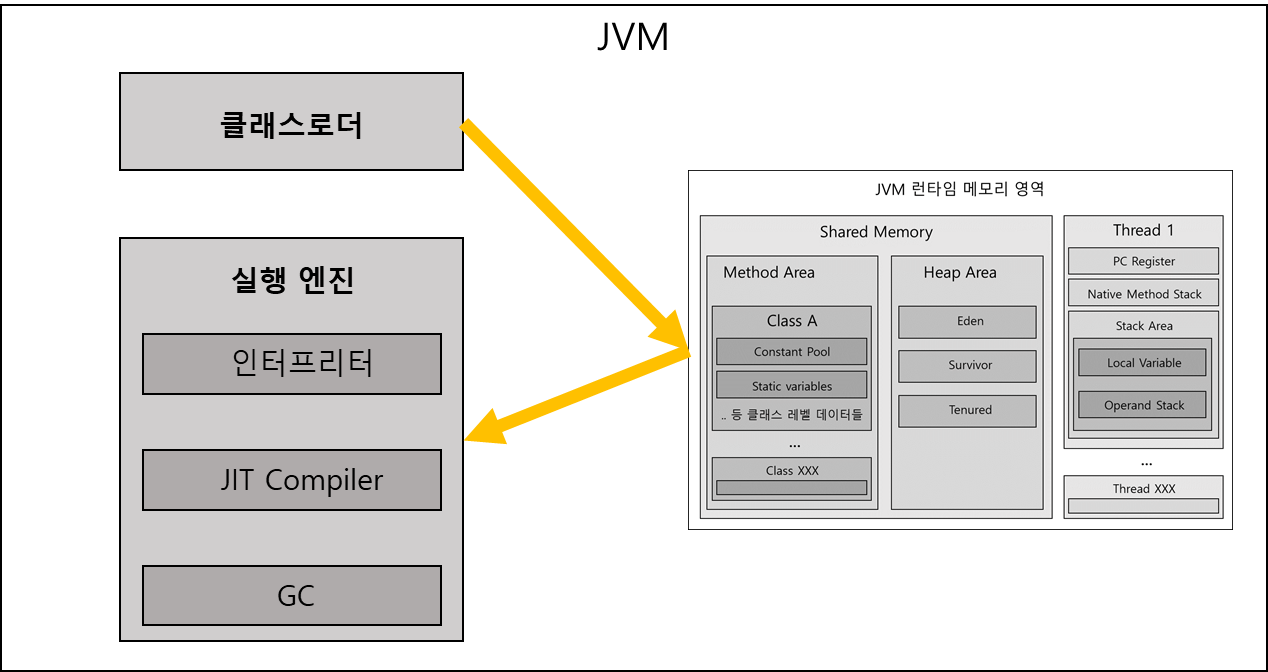 JVM
클래스로더
실행 엔진
인터프리터
JIT Compiler
GC
JVM 런타임 메모리 영역
Shared Memory
Method Area
Class A
Constant Pool
Static variables
.. 등 클래스 레벨 데이터들
...
Class XXX
Heap Area
Eden
Survivor
Tenured
Thread 1
PC Register
Native Method Stack
Stack Area
Local Variable
Operand Stack
...
Thread XXX